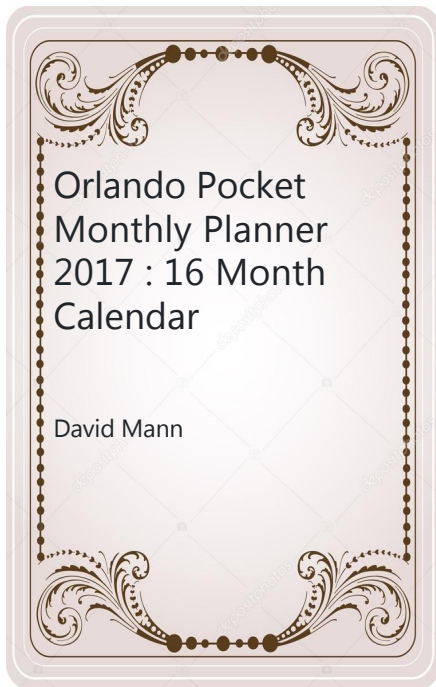 Orlando Pocket
Monthly Planner
2017 : 16 Month
Calendar
David Mann